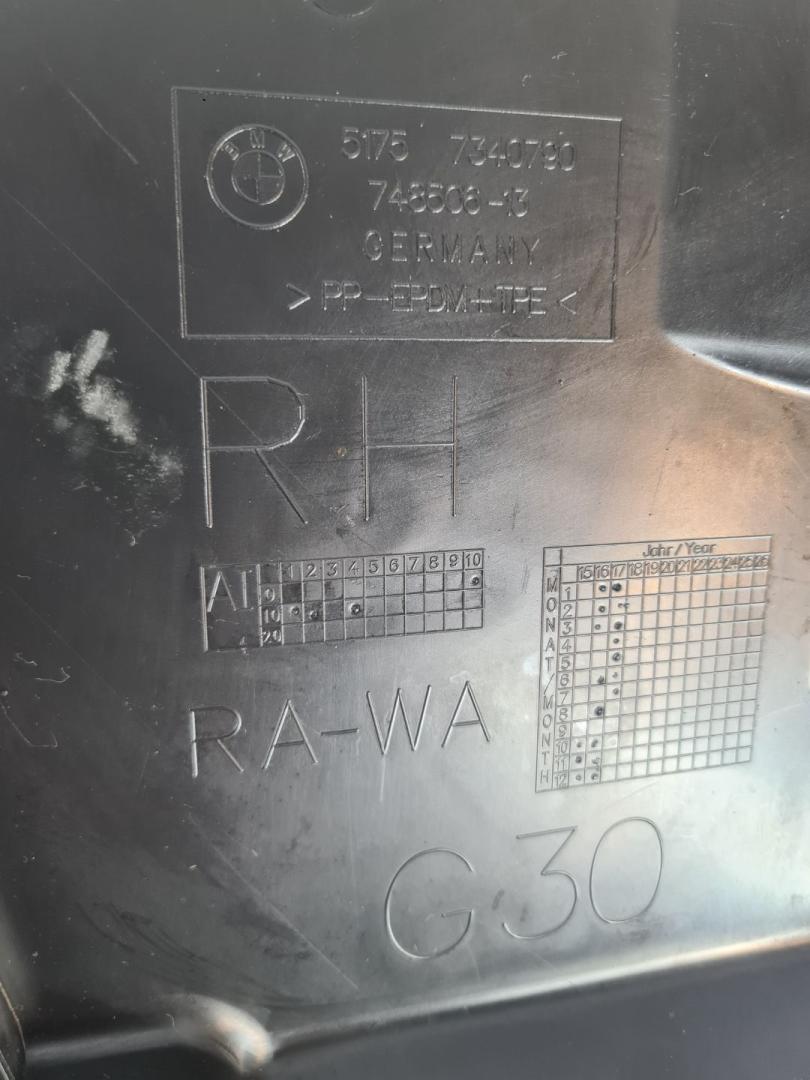 BMW
5175 7340790
748506-13
GERMANY
>PP-EPDM+TPE<
RH
AI 1 2 3 4 5 6 7 8 9 10
0
10
20
RA-WA
Jahr/Year
15 16 17 18 19 20 21 22 23 24 25 26
MONAT/MONTH
1
2
3
4
5
6
7
8
9
10
11
12
G30